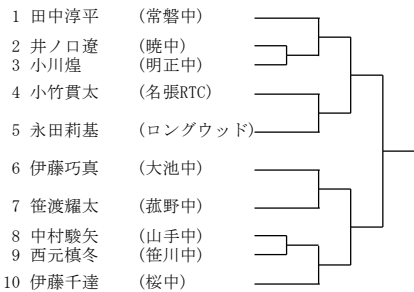 1 田中淳平 (常磐中)
2 井ノ口遼 (暁中)
3 小川煌 (明正中)
4 小竹貫太 (名張RTC)
5 永田莉基 (ロングウッド)
6 伊藤巧真 (大池中)
7 笹渡耀太 (菰野中)
8 中村駿矢 (山手中)
9 西元槙冬 (笹川中)
10 伊藤千達 (桜中)